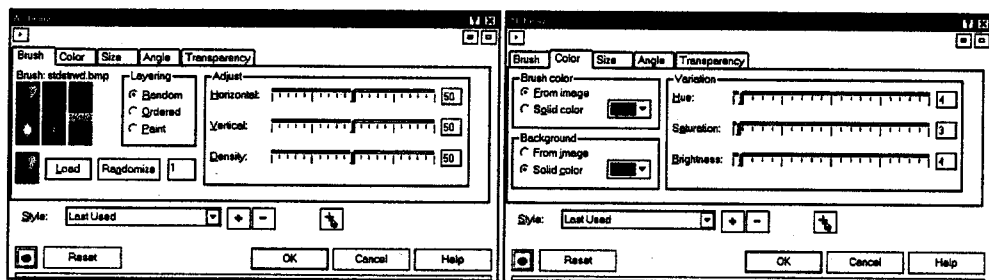 Brush Color Size Angle Transparency
Brush: stdstrwd.bmp
Layering
Random
Ordered
Paint
Adjust
Horizontal: 50
Vertical: 50
Density: 50
Load Randomize 1
Style: Last Used + -
Reset OK Cancel Help
Brush Color Size Angle Transparency
Brush color
From image
Solid color
Background
From image
Solid color
Variation
Hue: 4
Saturation: 3
Brightness: 4
Style: Last Used + -
Reset OK Cancel Help